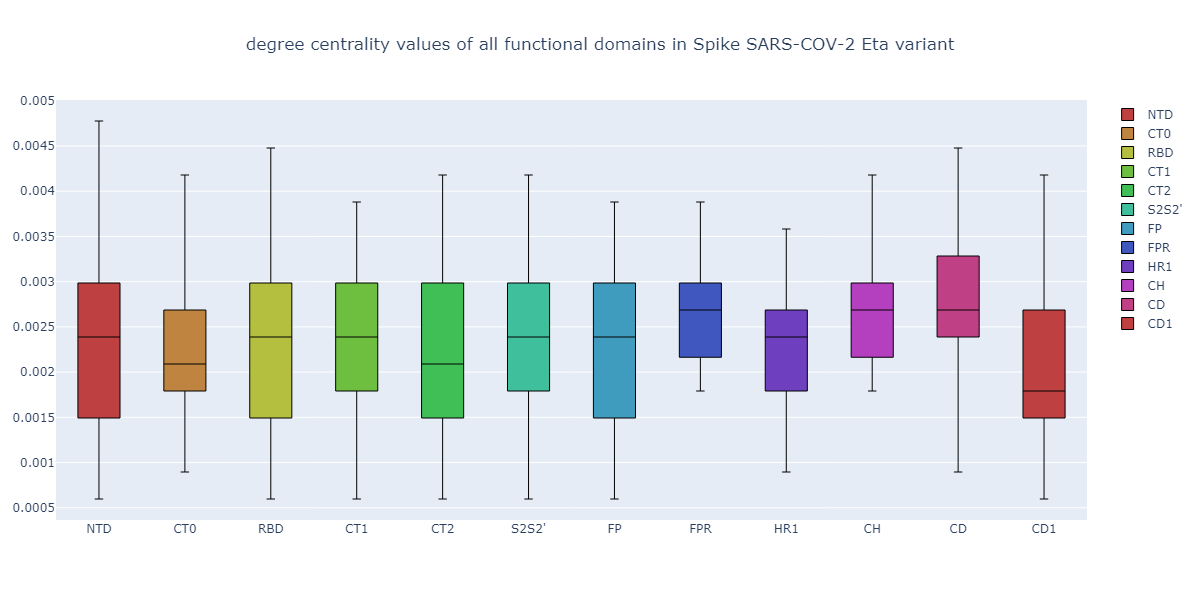 degree centrality values of all functional domains in Spike SARS-COV-2 Eta variant
0.005
0.0045
0.004
0.0035
0.003
0.0025
0.002
0.0015
0.001
0.0005
NTD CT0 RBD CT1 CT2 S2S2' FP FPR HR1 CH CD CD1
NTD
CT0
RBD
CT1
CT2
S2S2'
FP
FPR
HR1
CH
CD
CD1